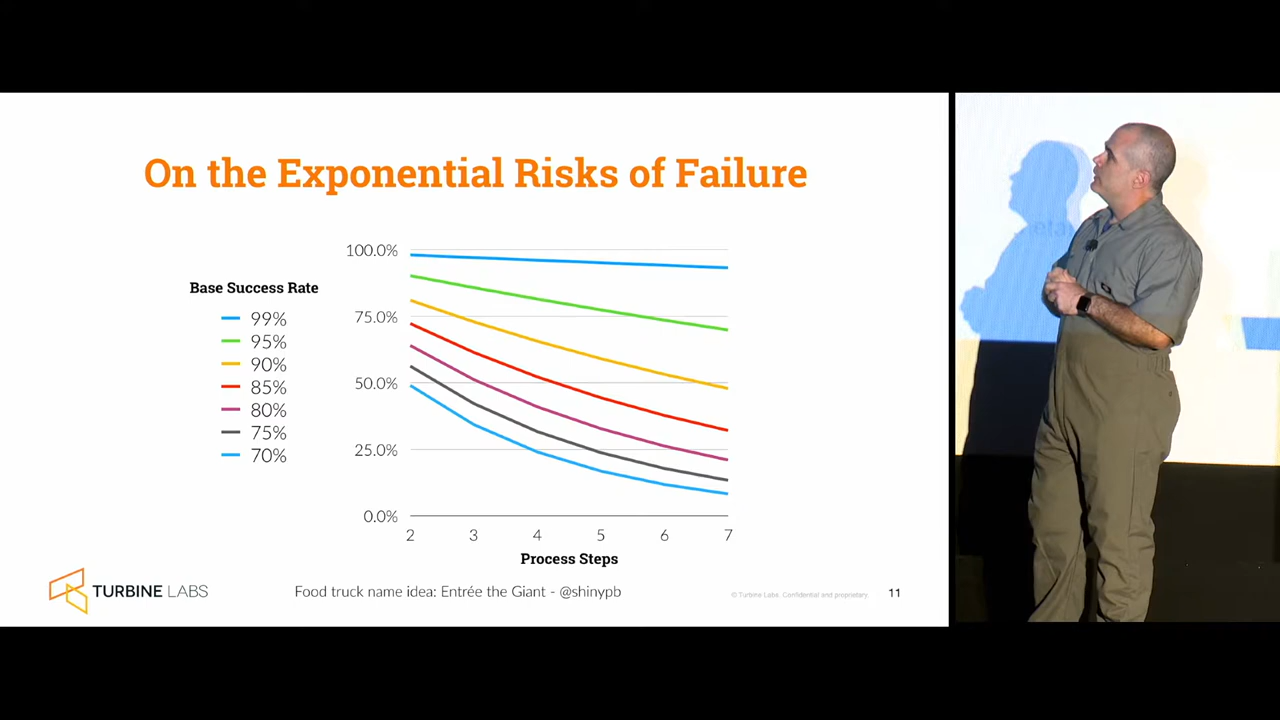 On the Exponential Risks of Failure
Base Success Rate
99%
95%
90%
85%
80%
75%
70%
100.0%
75.0%
50.0%
25.0%
0.0%
2 3 4 5 6 7
Process Steps
TURBINE LABS
Food truck name idea: Entrée the Giant - @shinypb
© Turbine Labs. Confidential and proprietary
11